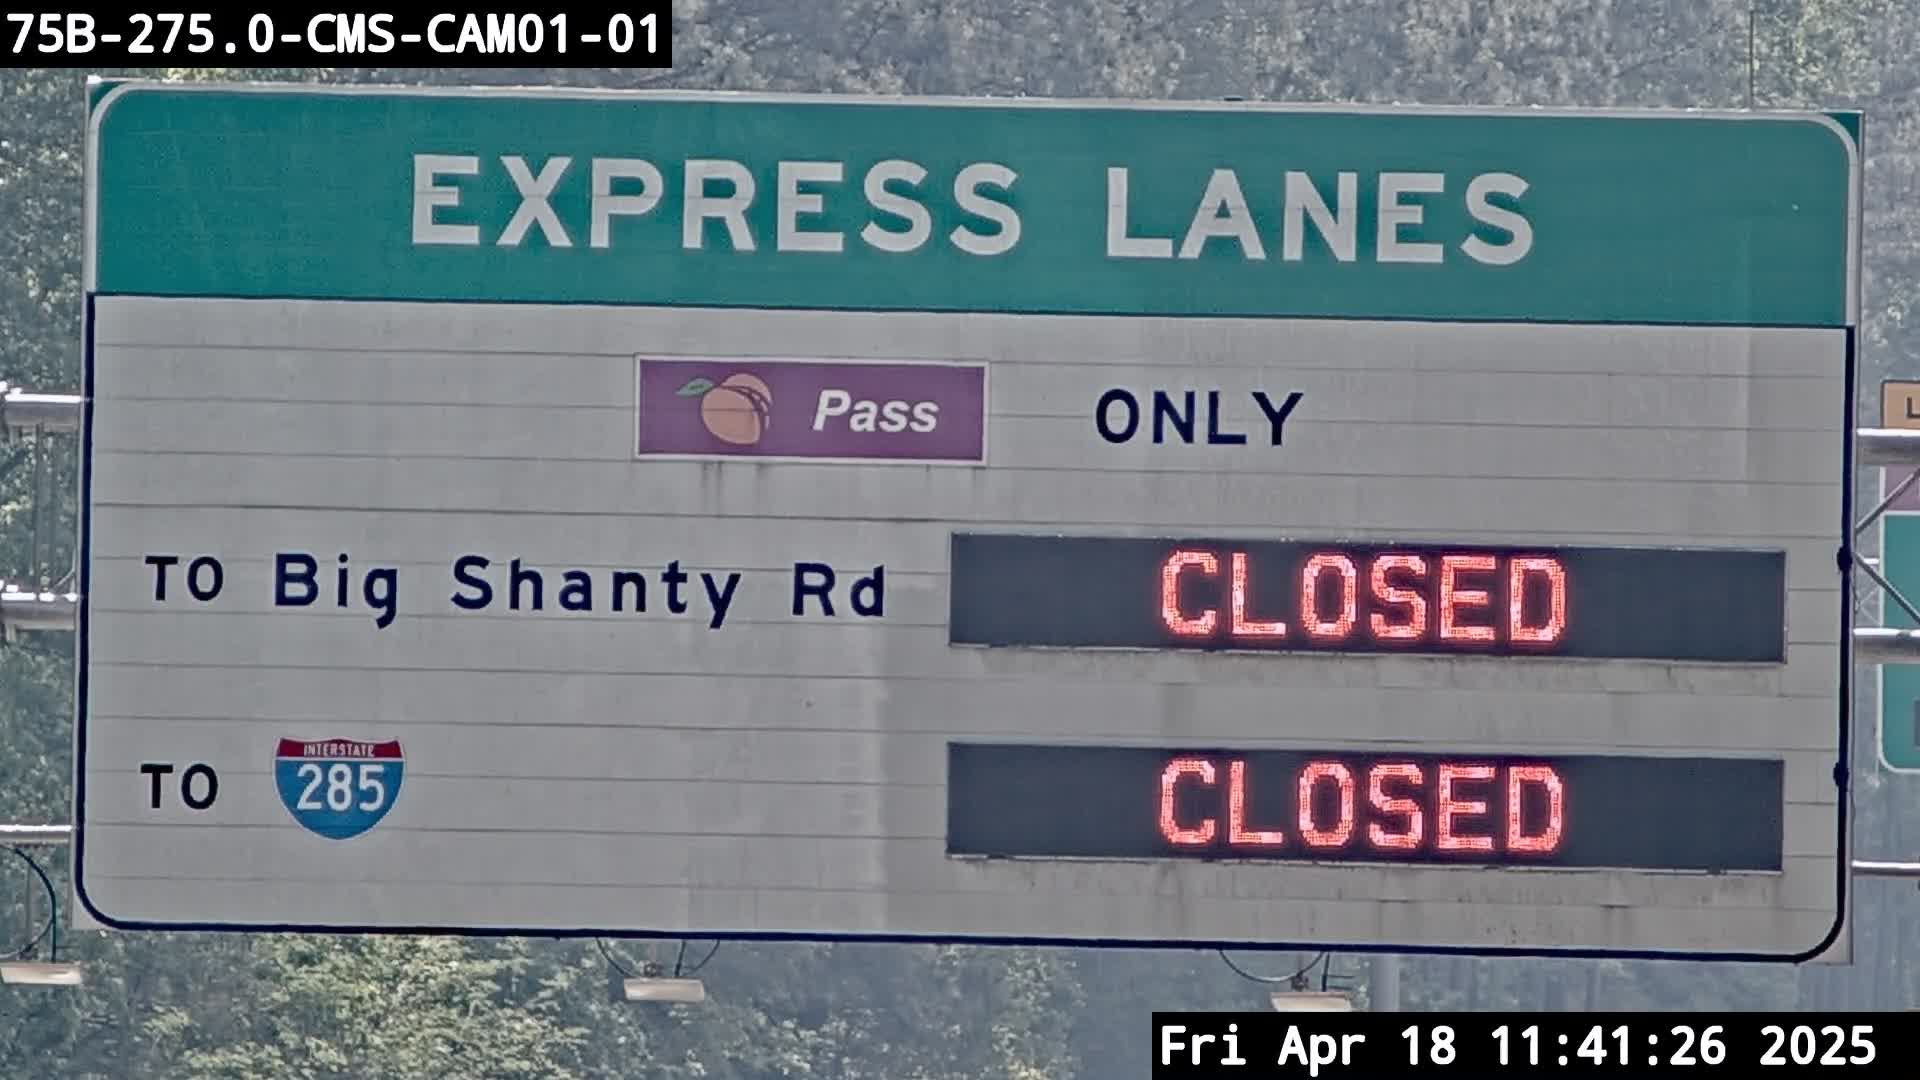 75B-275.0-CMS-CAM01-01
EXPRESS LANES
Pass ONLY
TO Big Shanty Rd CLOSED
TO INTERSTATE 285 CLOSED
Fri Apr 18 11:41:26 2025